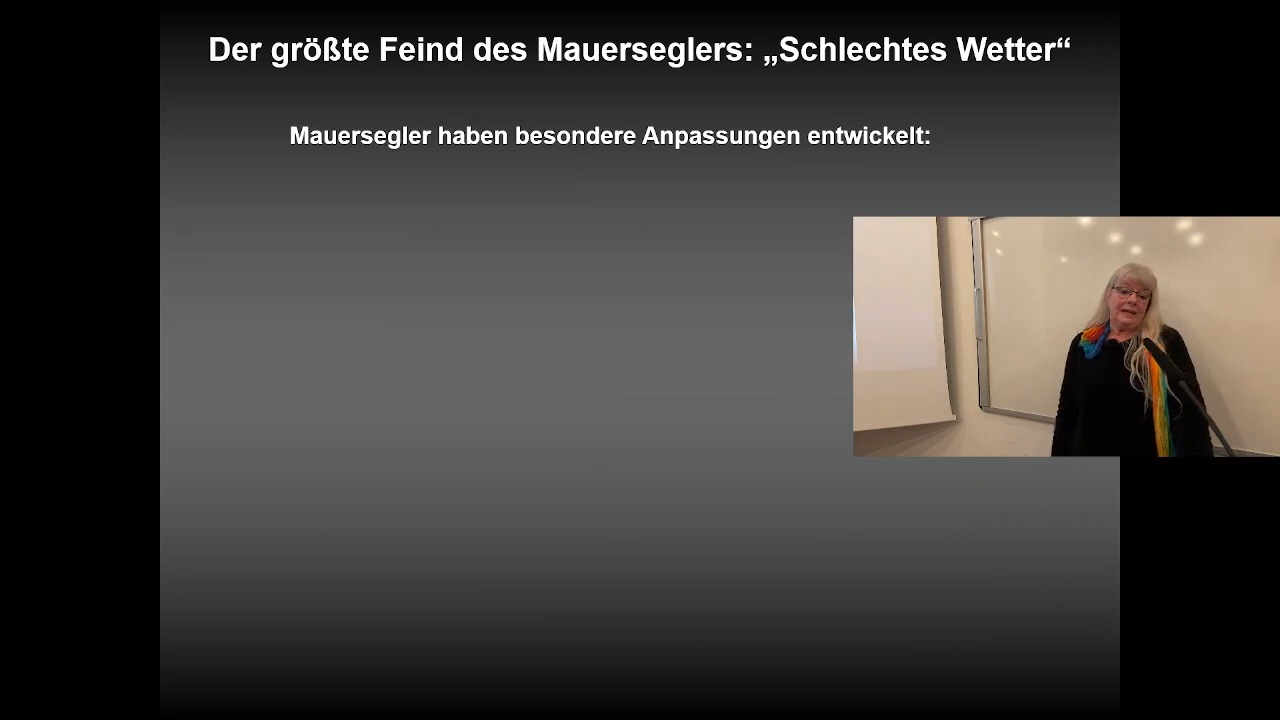 Der größte Feind des Mauerseglers: „Schlechtes Wetter“
Mauersegler haben besondere Anpassungen entwickelt: